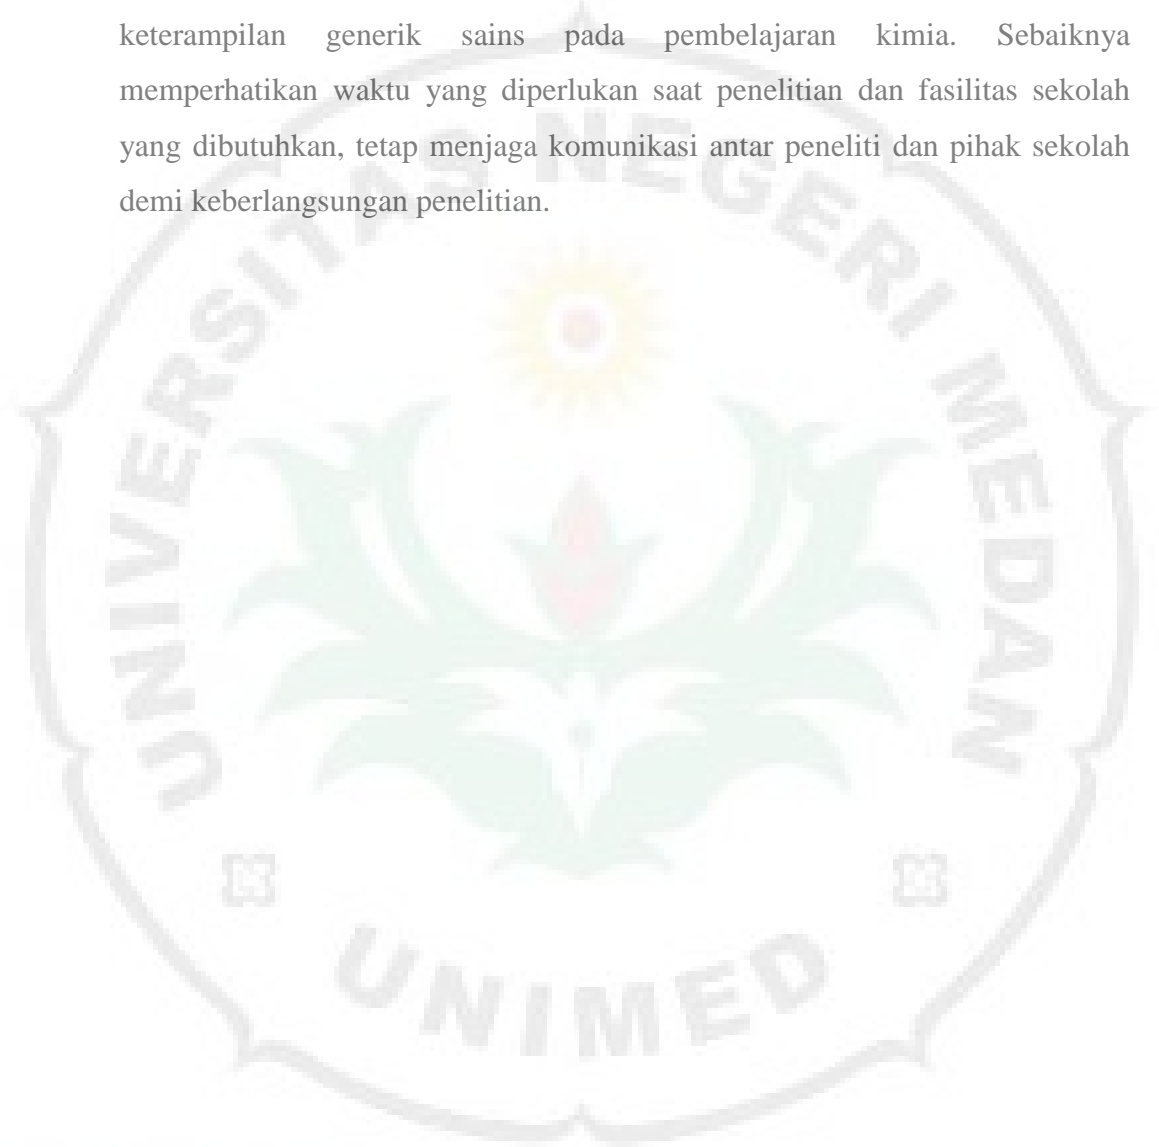 keterampilan generik sains pada pembelajaran kimia. Sebaiknya
memperhatikan waktu yang diperlukan saat penelitian dan fasilitas sekolah
yang dibutuhkan, tetap menjaga komunikasi antar peneliti dan pihak sekolah
demi keberlangsungan penelitian.
UNIVERSITAS NEGERI MEDAN
UNIMED